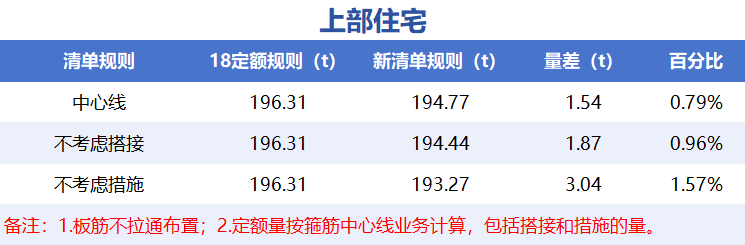 上部住宅
清单规则 18定额规则（t） 新清单规则（t） 量差（t） 百分比
中心线 196.31 194.77 1.54 0.79%
不考虑搭接 196.31 194.44 1.87 0.96%
不考虑措施 196.31 193.27 3.04 1.57%
备注：1.板筋不拉通布置；2.定额量按箍筋中心线业务计算，包括搭接和措施的量。